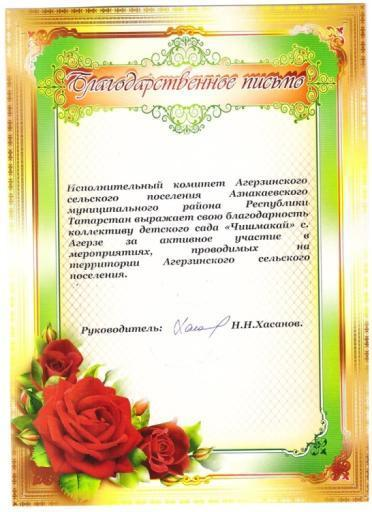 Благодарственное письмо
Исполнительный комитет Агерзинского
сельского поселения Азнакаевского
муниципального района Республики
Татарстан выражает свою благодарность
коллективу детского сада «Чишмакай» с.
Агерзе за активное участие в
мероприятиях, проводимых на
территории Агерзинского сельского
поселения.
Руководитель: Н.Н.Хасанов.